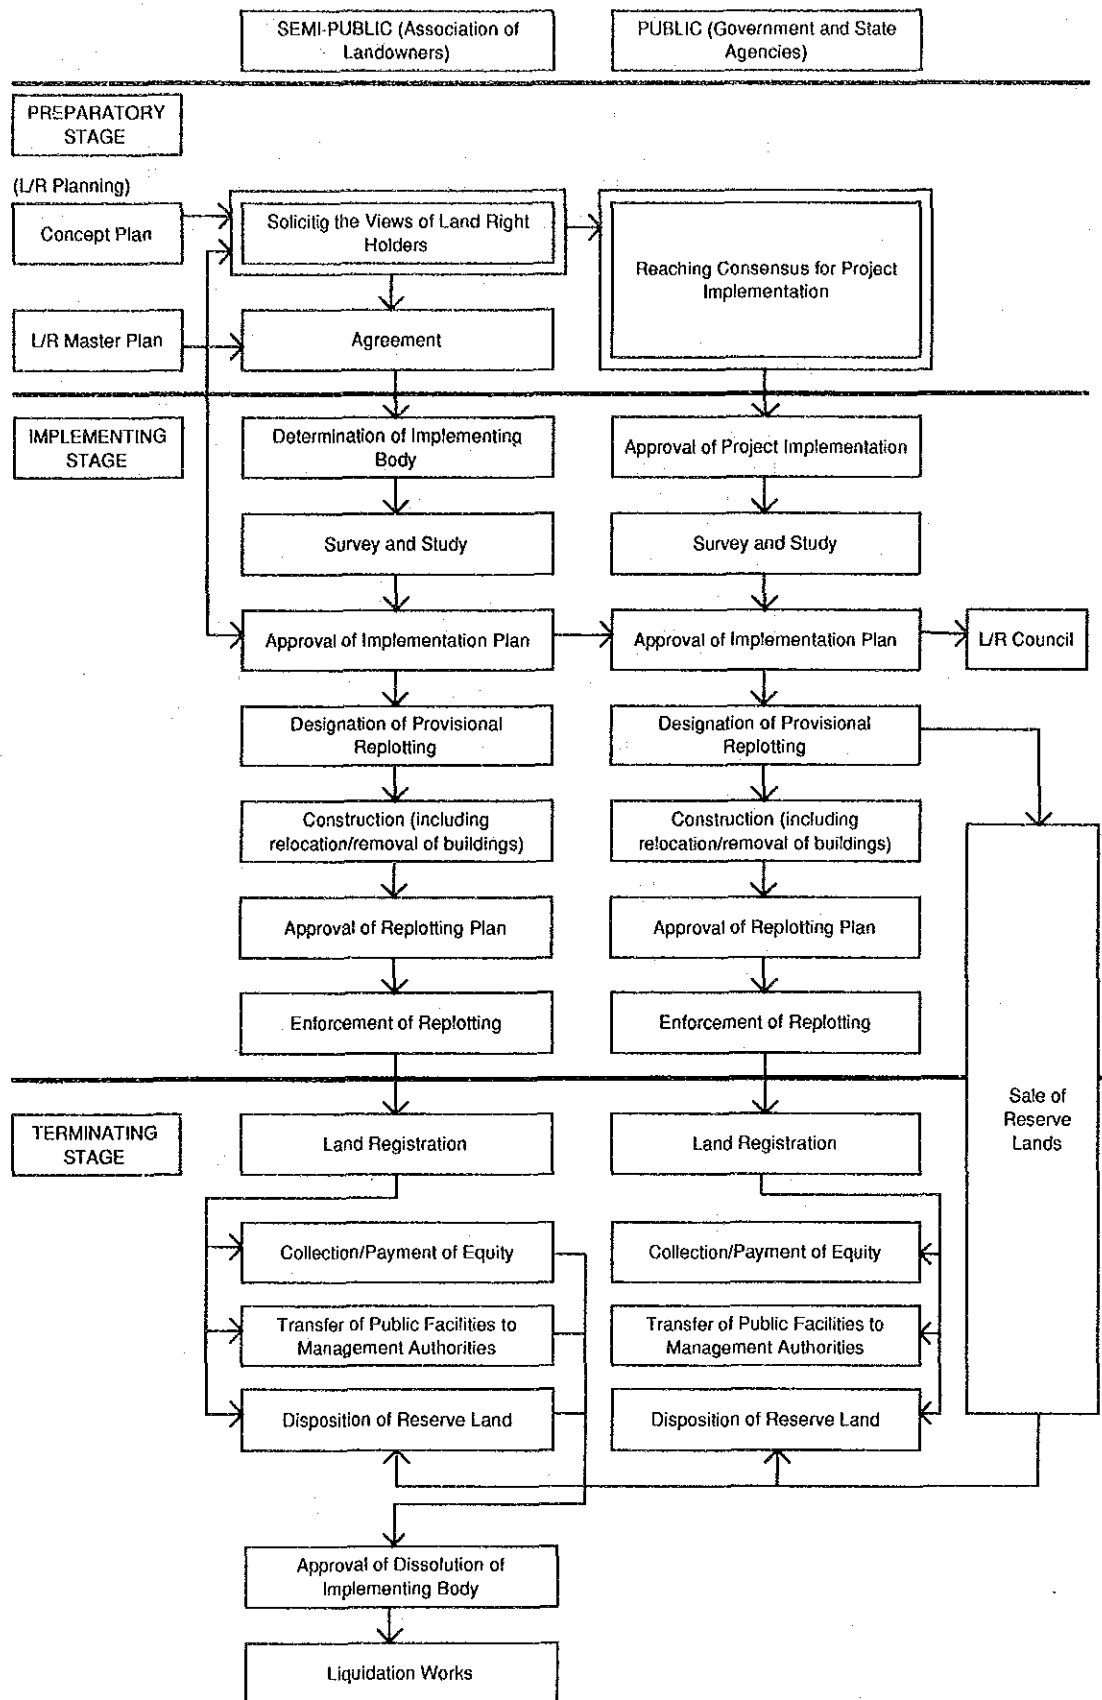 SEMI-PUBLIC (Association of
Landowners)
PUBLIC (Government and State
Agencies)
PREPARATORY
STAGE
(L/R Planning)
Concept Plan
Solicitig the Views of Land Right
Holders
Reaching Consensus for Project
Implementation
L/R Master Plan
Agreement
IMPLEMENTING
STAGE
Determination of Implementing
Body
Approval of Project Implementation
Survey and Study
Survey and Study
Approval of Implementation Plan
Approval of Implementation Plan
L/R Council
Designation of Provisional
Replotting
Designation of Provisional
Replotting
Construction (including
relocation/removal of buildings)
Construction (including
relocation/removal of buildings)
Approval of Replotting Plan
Approval of Replotting Plan
Enforcement of Replotting
Enforcement of Replotting
Sale of
Reserve
Lands
TERMINATING
STAGE
Land Registration
Land Registration
Collection/Payment of Equity
Collection/Payment of Equity
Transfer of Public Facilities to
Management Authorities
Transfer of Public Facilities to
Management Authorities
Disposition of Reserve Land
Disposition of Reserve Land
Approval of Dissolution of
Implementing Body
Liquidation Works